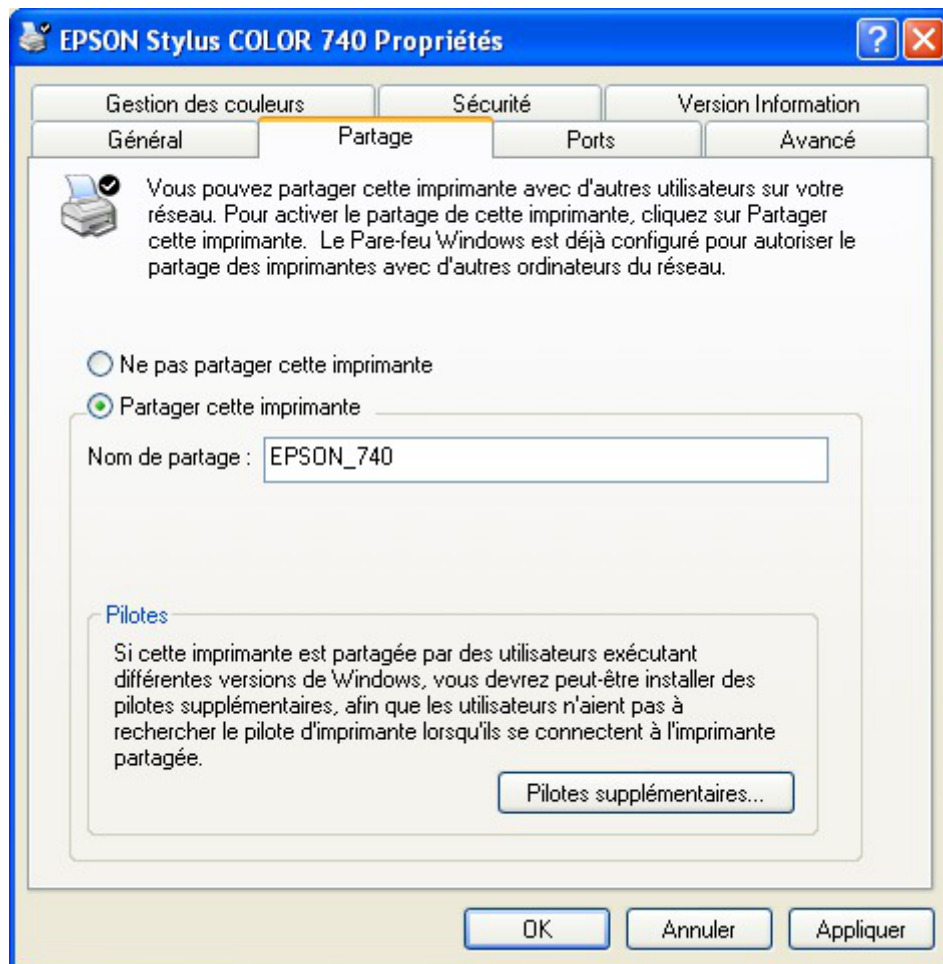 EPSON Stylus COLOR 740 Propriétés
Gestion des couleurs Sécurité Version Information
Général Partage Ports Avancé
Vous pouvez partager cette imprimante avec d'autres utilisateurs sur votre
réseau. Pour activer le partage de cette imprimante, cliquez sur Partager
cette imprimante. Le Pare-feu Windows est déjà configuré pour autoriser le
partage des imprimantes avec d'autres ordinateurs du réseau.
Ne pas partager cette imprimante
Partager cette imprimante
Nom de partage : EPSON_740
Pilotes
Si cette imprimante est partagée par des utilisateurs exécutant
différentes versions de Windows, vous devrez peut-être installer des
pilotes supplémentaires, afin que les utilisateurs n'aient pas à
rechercher le pilote d'imprimante lorsqu'ils se connectent à l'imprimante
partagée.
Pilotes supplémentaires...
OK Annuler Appliquer